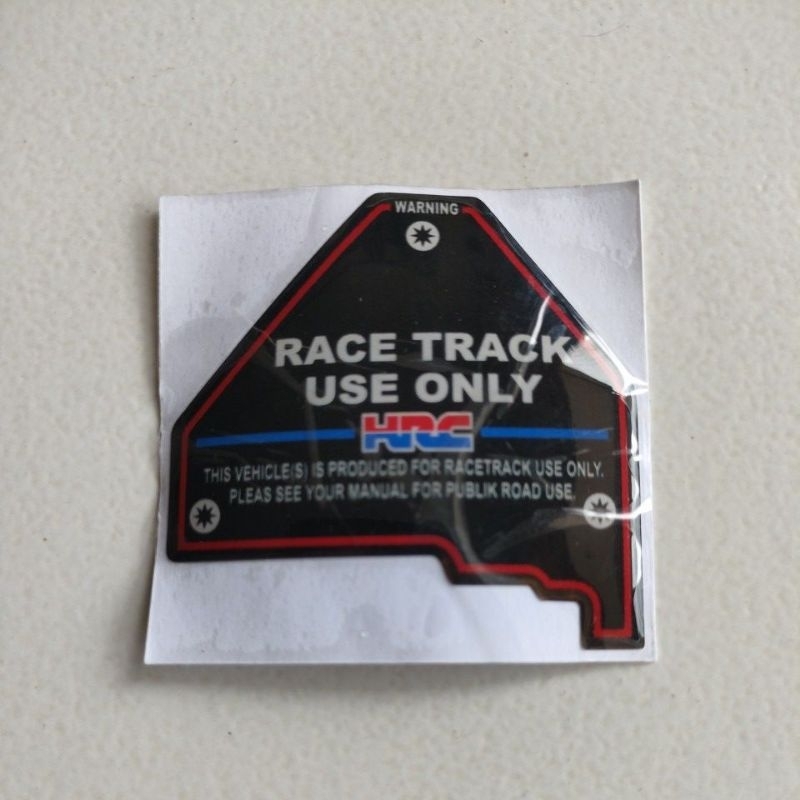 WARNING
RACE TRACK
USE ONLY
HRC
THIS VEHICLE(S) IS PRODUCED FOR RACETRACK USE ONLY.
PLEAS SEE YOUR MANUAL FOR PUBLIK ROAD USE.